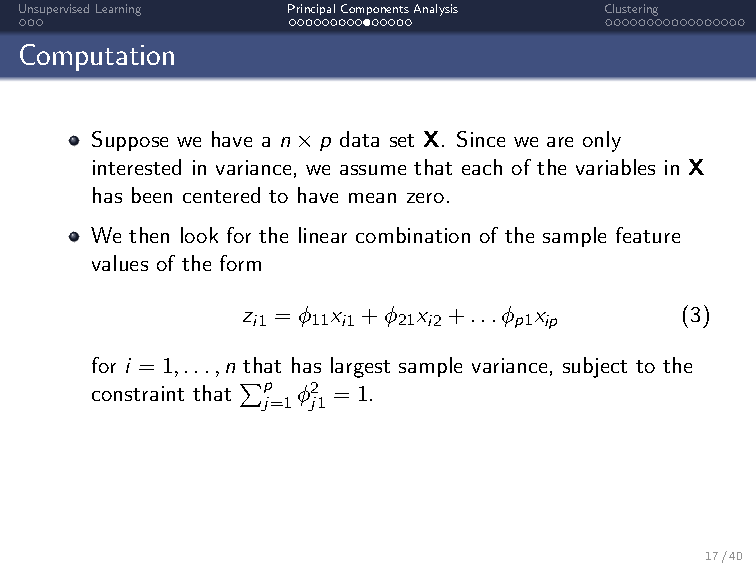 Unsupervised Learning Principal Components Analysis Clustering
Computation
Suppose we have a n × p data set X. Since we are only
interested in variance, we assume that each of the variables in X
has been centered to have mean zero.
We then look for the linear combination of the sample feature
values of the form
z_{i1} = ϕ_{11}x_{i1} + ϕ_{21}x_{i2} + . . . ϕ_{p1}x_{ip} (3)
for i = 1, . . . , n that has largest sample variance, subject to the
constraint that ∑_{j=1}^{p} ϕ_{j1}^{2} = 1.
17 / 40